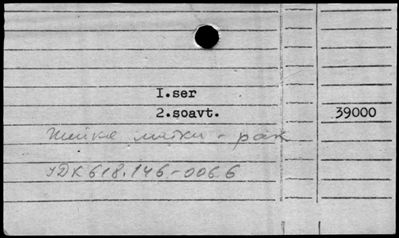 I.ser
2.soavt. 39000
Шейка матки - рак
УДК 618.146-006.6